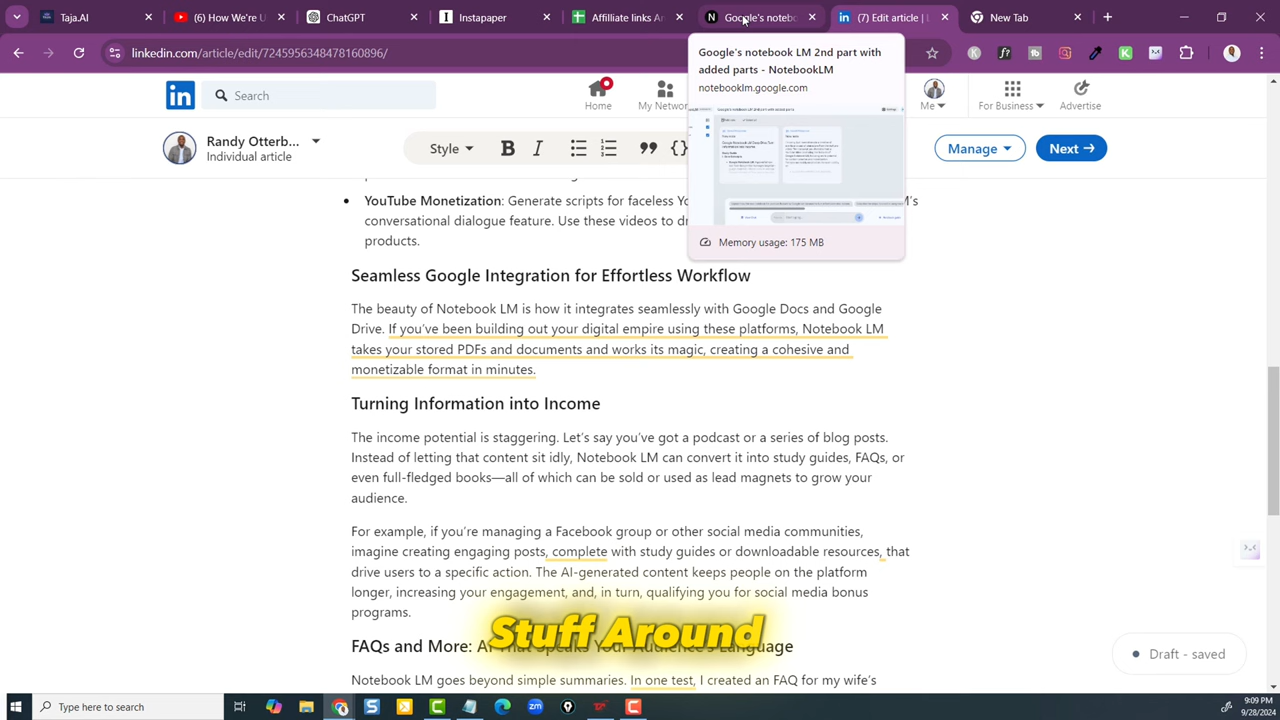 Taja.AI
(6) How We Use
ChatGPT
Instapaper
Affilliate links An
Google's noteb
(7) Edit article | L
New Tab
linkedin.com/article/edit/7245956348478160896/
Google's notebook LM 2nd part with
added parts - NotebookLM
notebooklm.google.com
Memory usage: 175 MB
Search
Home
My Networ
Me
For Business
Advertise
Randy Otterm...
Individual article
Style
B
Manage
Next →
YouTube Monetization: Generate scripts for faceless Yo
M's
conversational dialogue feature. Use these videos to dr
products.
Seamless Google Integration for Effortless Workflow
The beauty of Notebook LM is how it integrates seamlessly with Google Docs and Google
Drive. If you've been building out your digital empire using these platforms, Notebook LM
takes your stored PDFs and documents and works its magic, creating a cohesive and
monetizable format in minutes.
Turning Information into Income
The income potential is staggering. Let's say you've got a podcast or a series of blog posts.
Instead of letting that content sit idly, Notebook LM can convert it into study guides, FAQs, or
even full-fledged books—all of which can be sold or used as lead magnets to grow your
audience.
For example, if you're managing a Facebook group or other social media communities,
imagine creating engaging posts, complete with study guides or downloadable resources, that
drive users to a specific action. The AI-generated content keeps people on the platform
longer, increasing your engagement, and, in turn, qualifying you for social media bonus
programs.
Stuff Around
FAQs and More: AI That Speaks Your Audience's Language
Notebook LM goes beyond simple summaries. In one test, I created an FAQ for my wife's
Draft - saved
Type here to search
9:09 PM
9/28/2024